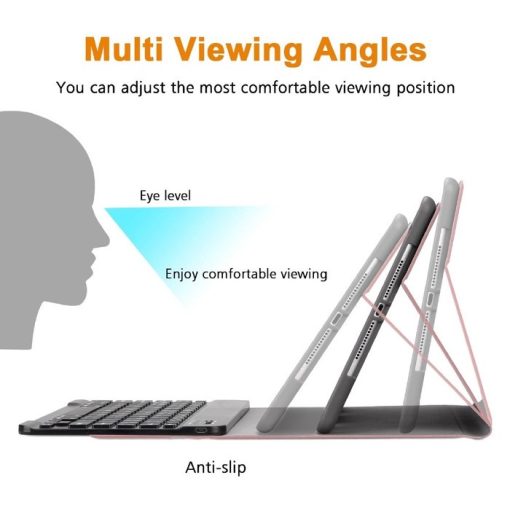 Multi Viewing Angles
You can adjust the most comfortable viewing position
Eye level
Enjoy comfortable viewing
Anti-slip